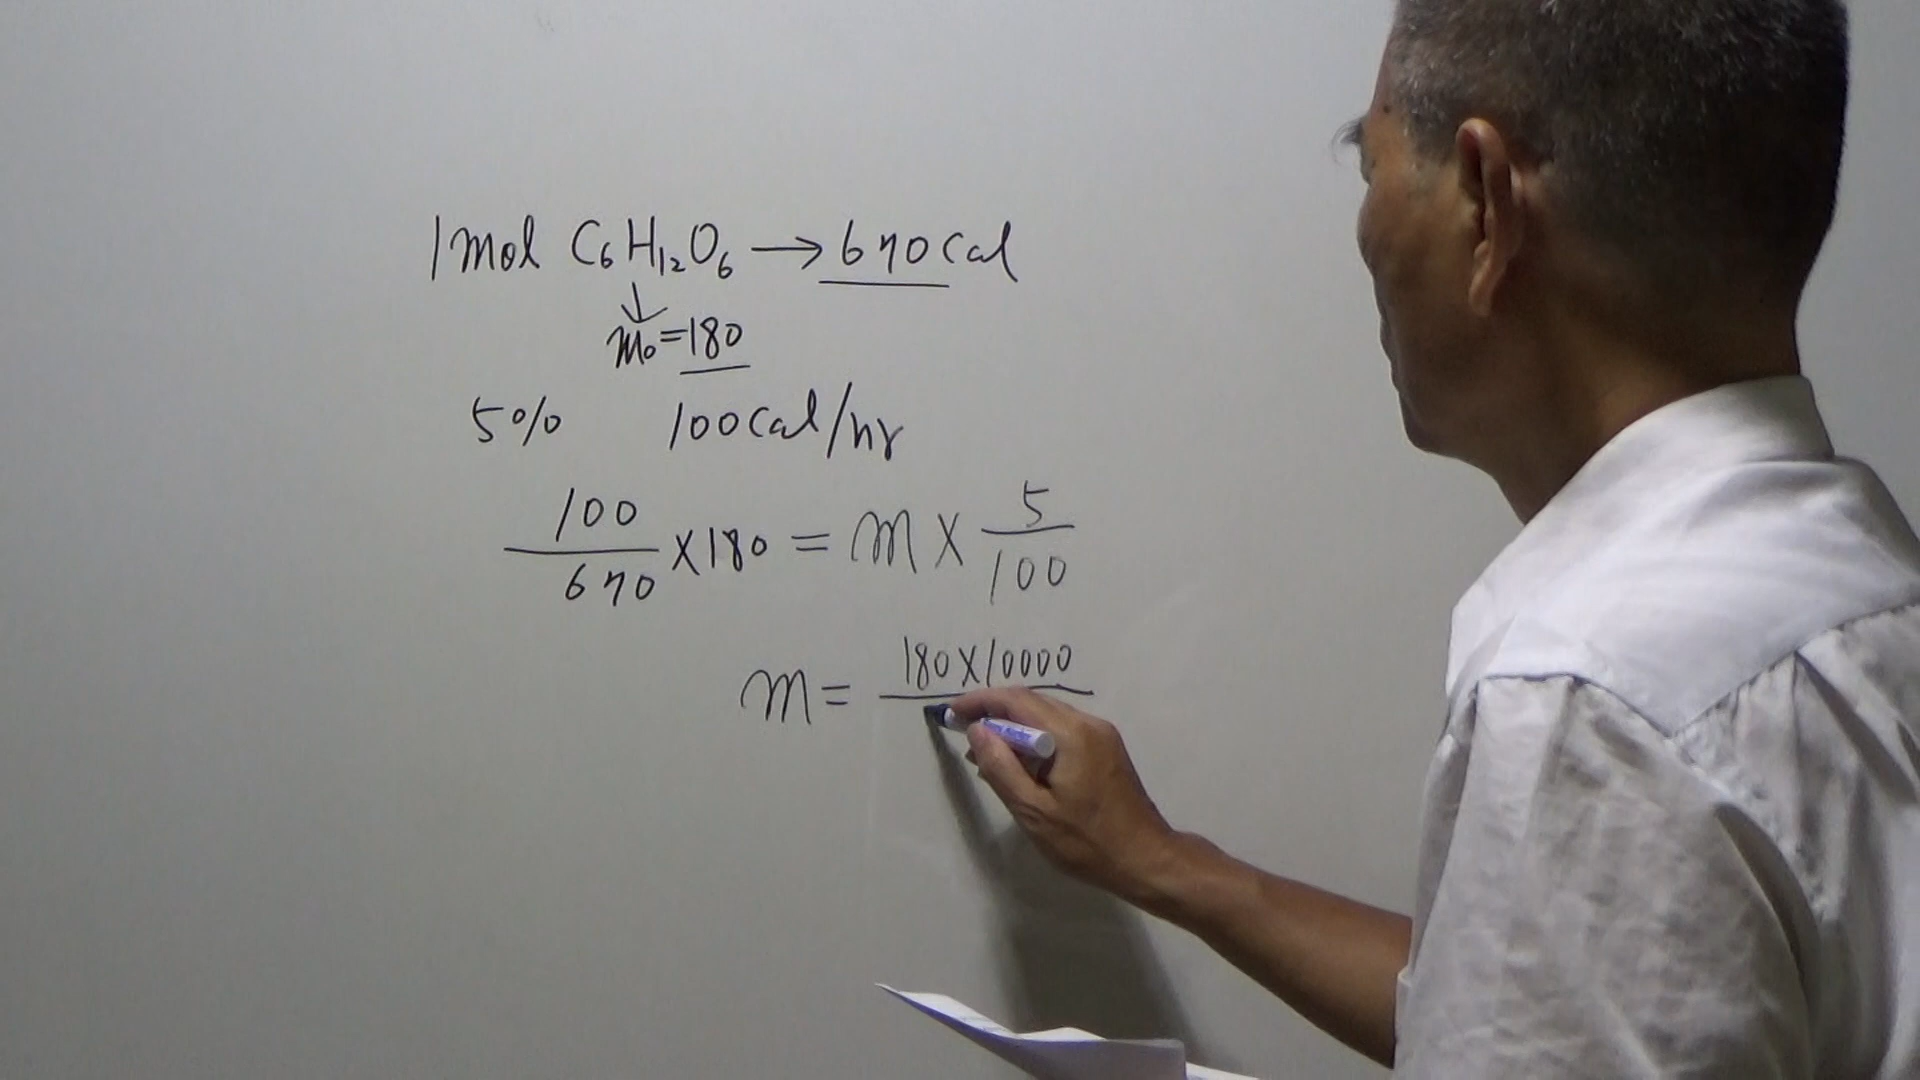 1mol C6H12O6 → 670Cal
↓
M0=180
5% 100Cal/hr
100/670 ×180 = m× 5/100
m= 180×10000